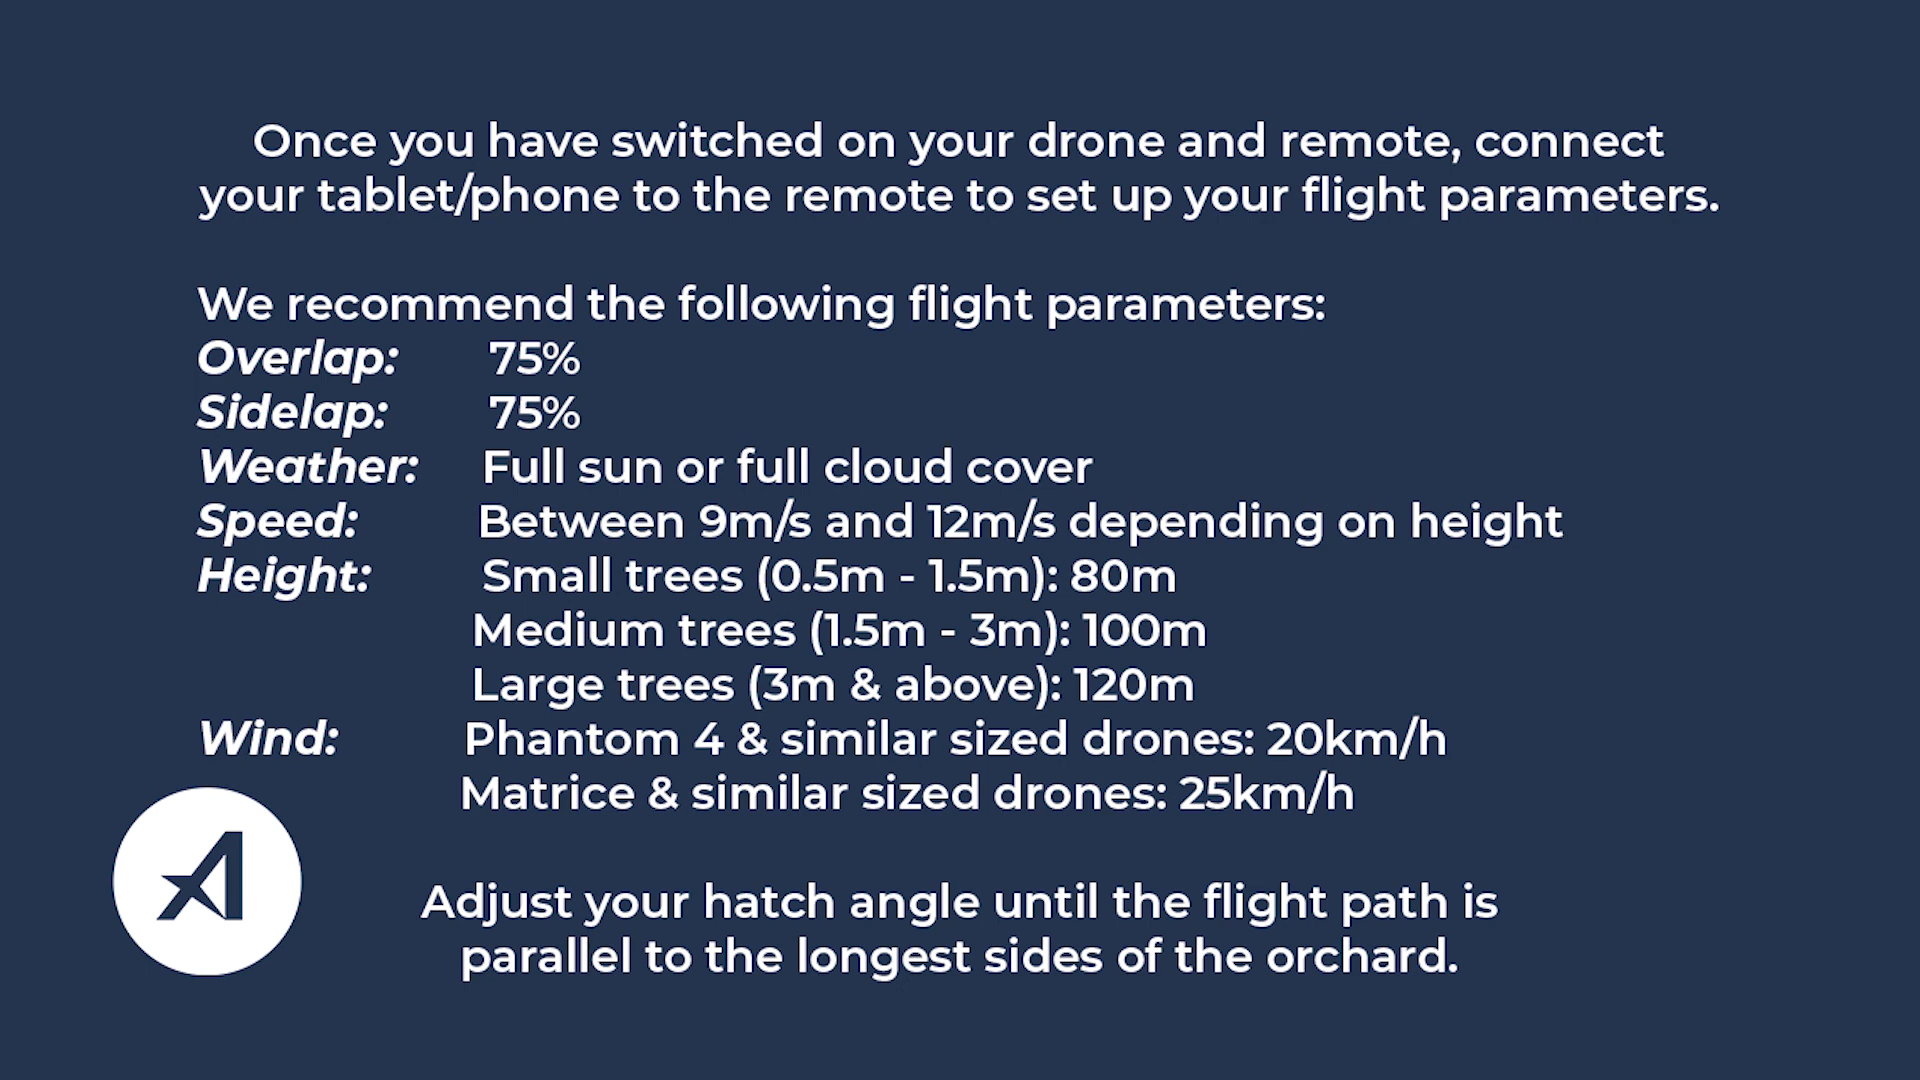 Once you have switched on your drone and remote, connect
your tablet/phone to the remote to set up your flight parameters.
We recommend the following flight parameters:
Overlap: 75%
Sidelap: 75%
Weather: Full sun or full cloud cover
Speed: Between 9m/s and 12m/s depending on height
Height: Small trees (0.5m - 1.5m): 80m
Medium trees (1.5m - 3m): 100m
Large trees (3m & above): 120m
Wind: Phantom 4 & similar sized drones: 20km/h
Matrice & similar sized drones: 25km/h
Adjust your hatch angle until the flight path is
parallel to the longest sides of the orchard.